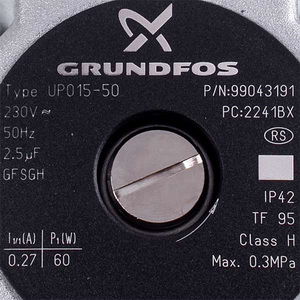 GRUNDFOS
Type UPO15-50
P/N:99043191
230V ~
PC:2241BX
50Hz
RS
2.5µF
GFSGH
IP42
TF 95
I₁/₁(A) P₁(W)
Class H
0.27 60
Max. 0.3MPa